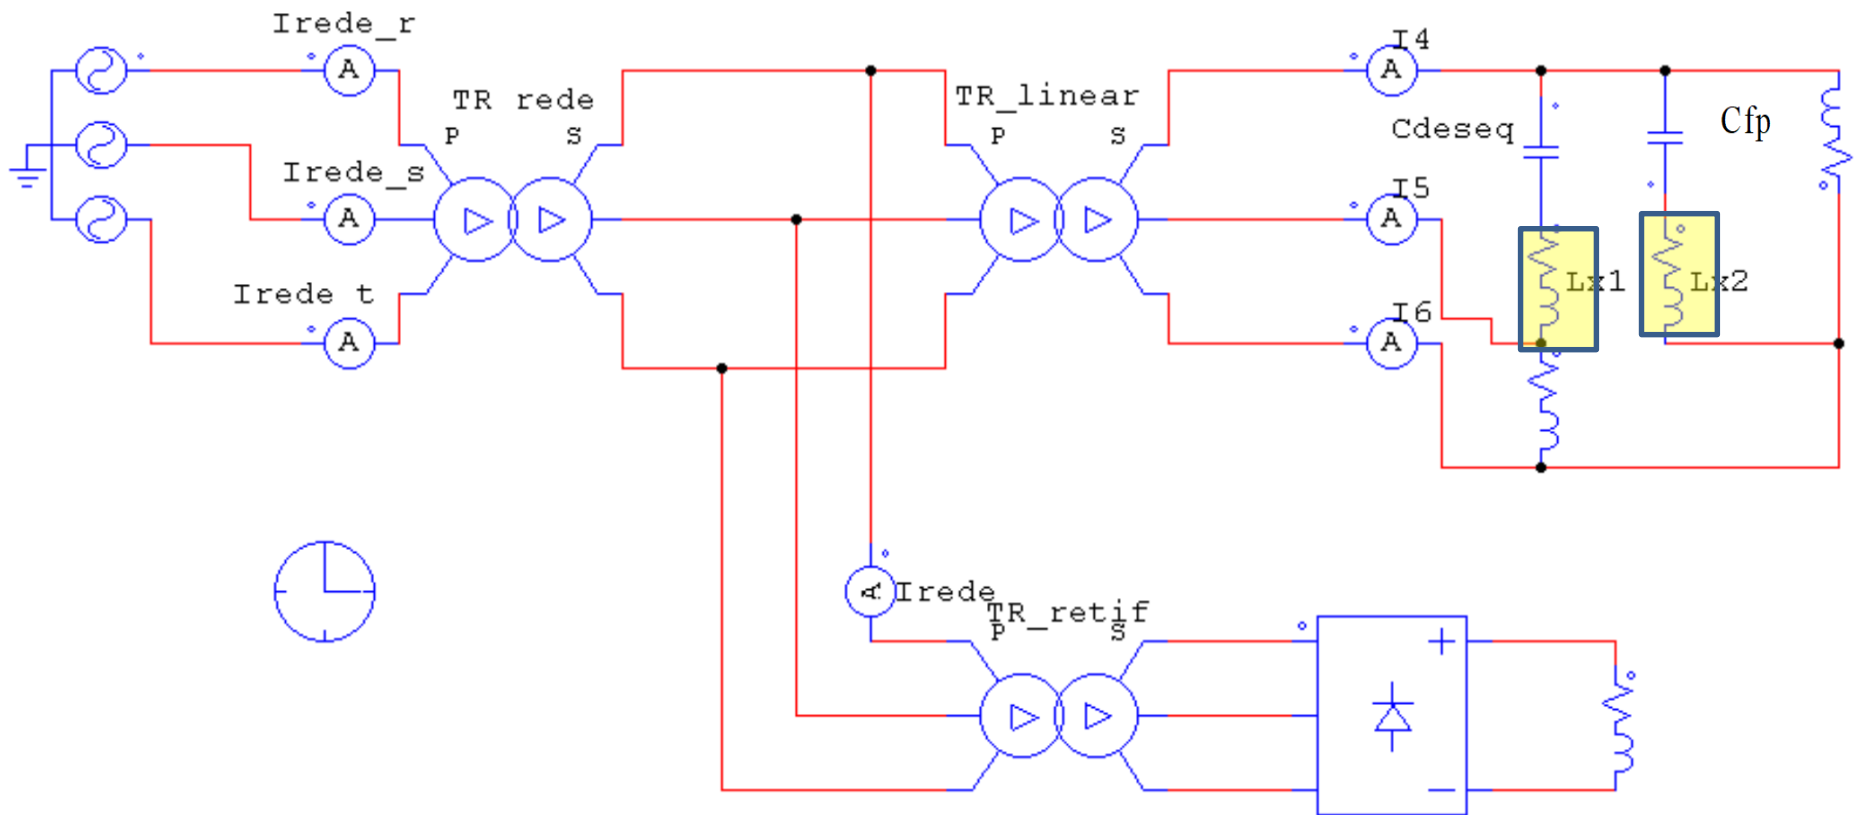 Irede_r
A
TR rede
P
S
Irede_s
A
Irede t
A
TR_linear
P
S
I4
A
I5
A
I6
A
Cdeseq
Cfp
Lx1
Lx2
A
Irede
TR_retif
P
S
+
−